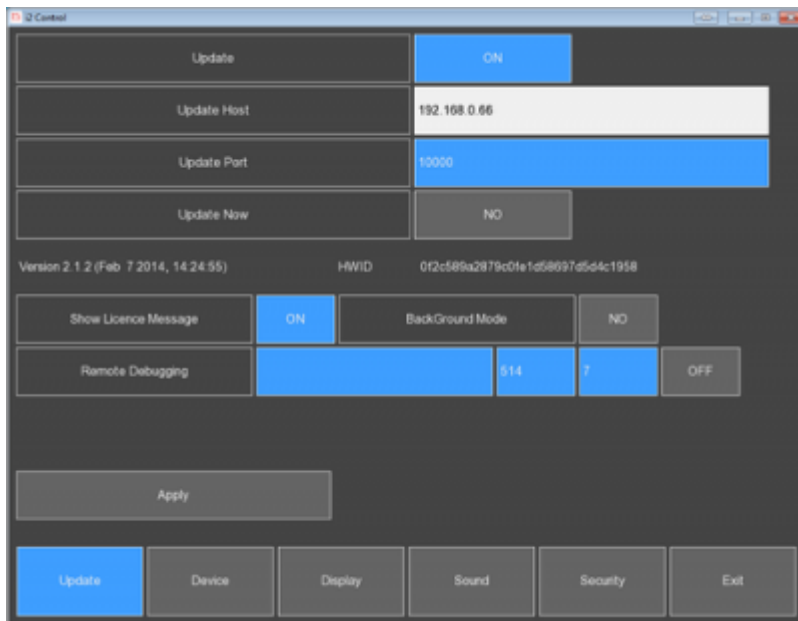 i2 Control
Update ON
Update Host 192.168.0.66
Update Port 10000
Update Now NO
Version 2.1.2 (Feb 7 2014, 14:24:55) HWID 0f2c589a2879c0fe1d58697d5d4c1958
Show Licence Message ON BackGround Mode NO
Remote Debugging 514 7 OFF
Apply
Update Device Display Sound Security Exit